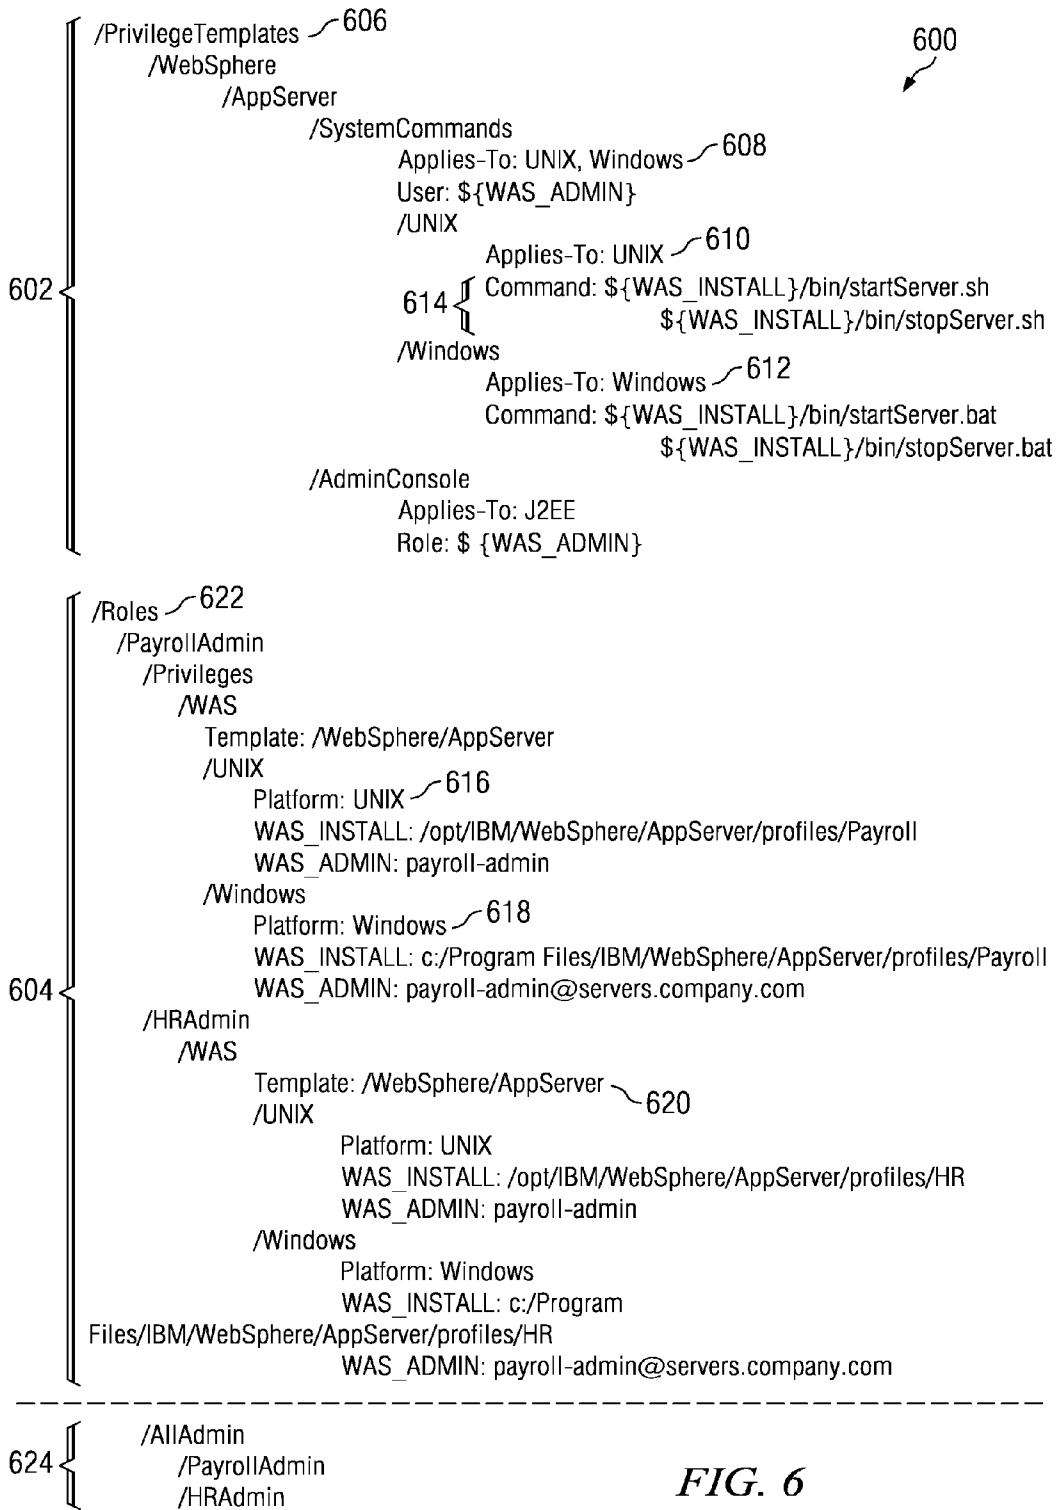 /PrivilegeTemplates 606
600
/WebSphere
/AppServer
/SystemCommands
Applies-To: UNIX, Windows 608
User: ${WAS_ADMIN}
/UNIX
Applies-To: UNIX 610
602
614 Command: ${WAS_INSTALL}/bin/startServer.sh
${WAS_INSTALL}/bin/stopServer.sh
/Windows
Applies-To: Windows 612
Command: ${WAS_INSTALL}/bin/startServer.bat
${WAS_INSTALL}/bin/stopServer.bat
/AdminConsole
Applies-To: J2EE
Role: $ {WAS_ADMIN}
/Roles 622
/PayrollAdmin
/Privileges
/WAS
Template: /WebSphere/AppServer
/UNIX
Platform: UNIX 616
WAS_INSTALL: /opt/IBM/WebSphere/AppServer/profiles/Payroll
WAS_ADMIN: payroll-admin
/Windows
Platform: Windows 618
WAS_INSTALL: c:/Program Files/IBM/WebSphere/AppServer/profiles/Payroll
604 WAS_ADMIN: payroll-admin@servers.company.com
/HRAdmin
/WAS
Template: /WebSphere/AppServer 620
/UNIX
Platform: UNIX
WAS_INSTALL: /opt/IBM/WebSphere/AppServer/profiles/HR
WAS_ADMIN: payroll-admin
/Windows
Platform: Windows
WAS_INSTALL: c:/Program
Files/IBM/WebSphere/AppServer/profiles/HR
WAS_ADMIN: payroll-admin@servers.company.com
/AllAdmin
624 /PayrollAdmin
/HRAdmin
FIG. 6